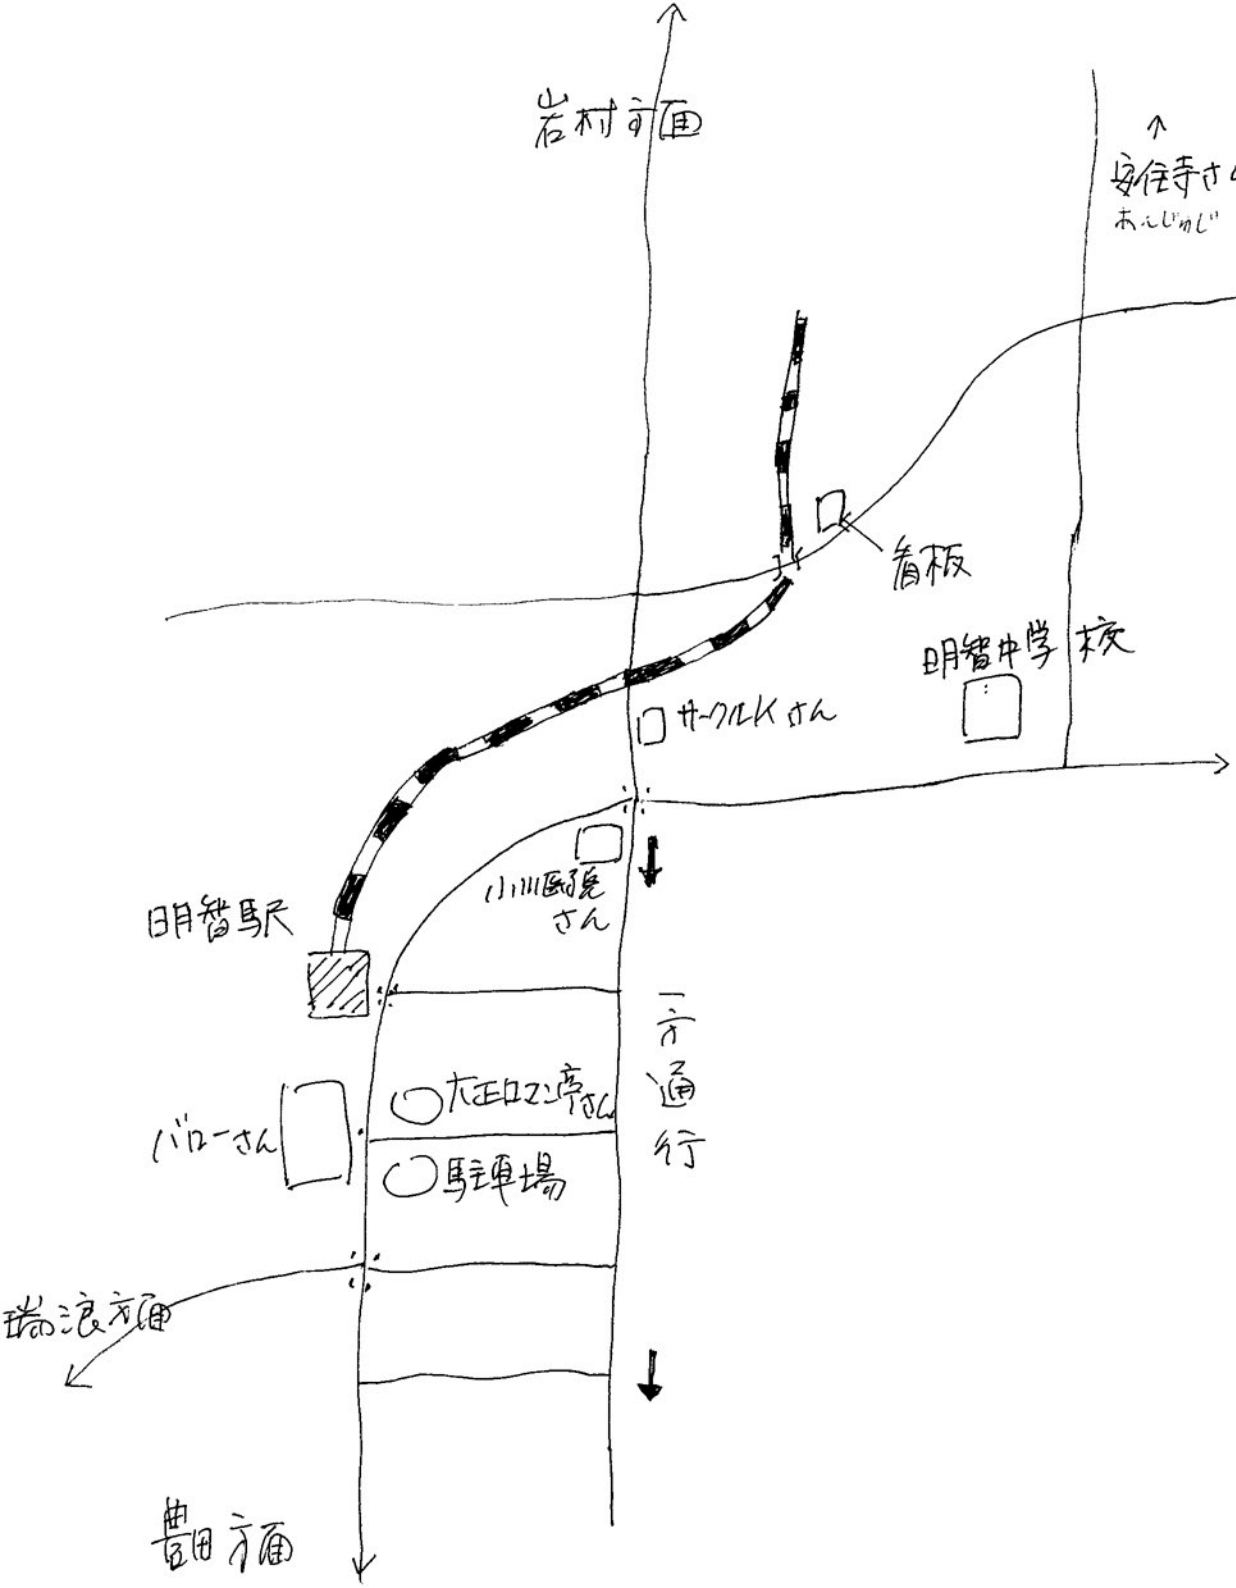 岩村方面
安住寺さん
あんじゅじ
看板
明智中学校
サークルKさん
小川医院
さん
明智駅
一方通行
大正ロマン亭さん
バローさん
駐車場
瑞浪方面
豊田方面